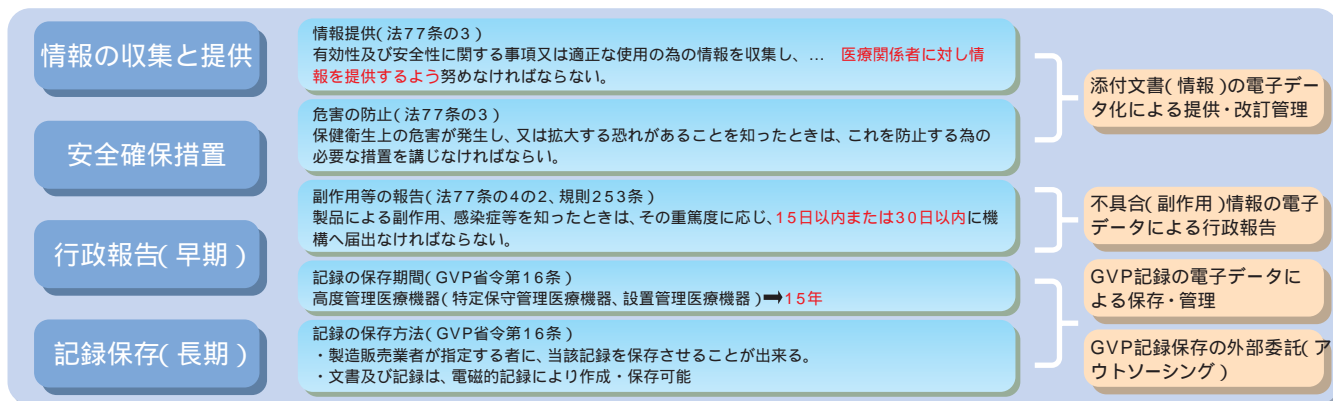 情報の収集と提供
安全確保措置
行政報告(早期)
記録保存(長期)
情報提供(法77条の3)
有効性及び安全性に関する事項又は適正な使用の為の情報を収集し、… 医療関係者に対し情
報を提供するよう努めなければならない。
危害の防止(法77条の3)
保健衛生上の危害が発生し、又は拡大する恐れがあることを知ったときは、これを防止する為の
必要な措置を講じなければならい。
副作用等の報告(法77条の4の2、規則253条)
製品による副作用、感染症等を知ったときは、その重篤度に応じ、15日以内または30日以内に機
構へ届出なければならない。
記録の保存期間(GVP省令第16条)
高度管理医療機器(特定保守管理医療機器、設置管理医療機器)➡15年
記録の保存方法(GVP省令第16条)
・製造販売業者が指定する者に、当該記録を保存させることが出来る。
・文書及び記録は、電磁的記録により作成・保存可能
添付文書(情報)の電子デー
タ化による提供・改訂管理
不具合(副作用)情報の電子
データによる行政報告
GVP記録の電子データに
よる保存・管理
GVP記録保存の外部委託(ア
ウトソーシング)